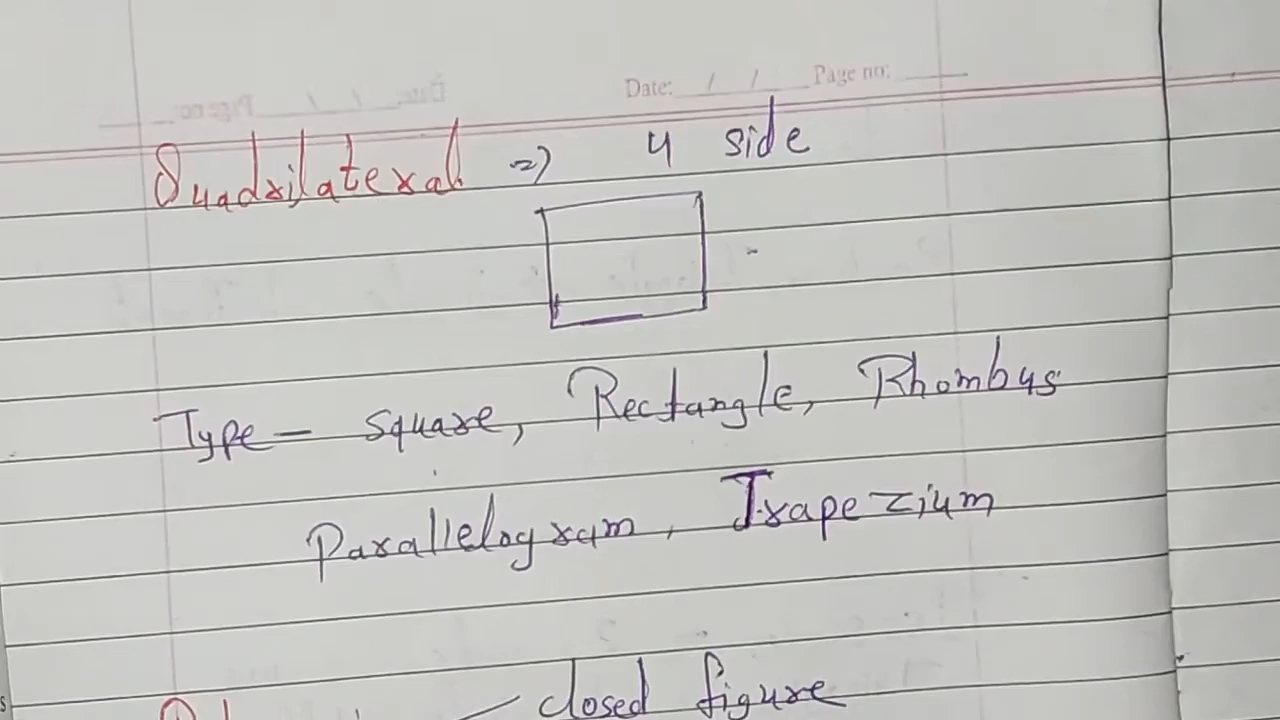 Date: / / Page no:
Quadrilateral => 4 side
Type - square, Rectangle, Rhombus
Parallelogram, Trapezium
closed figure